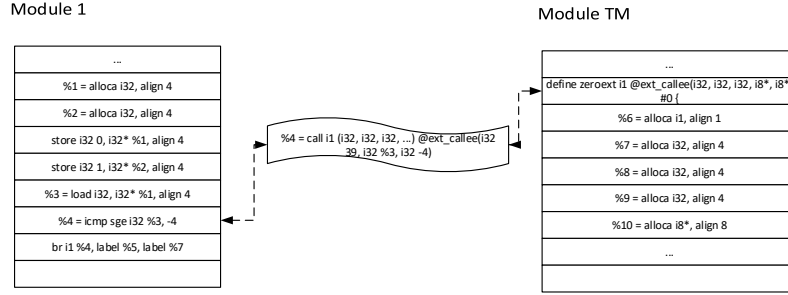 Module 1
...
%1 = alloca i32, align 4
%2 = alloca i32, align 4
store i32 0, i32* %1, align 4
store i32 1, i32* %2, align 4
%3 = load i32, i32* %1, align 4
%4 = icmp sge i32 %3, -4
br i1 %4, label %5, label %7
%4 = call i1 (i32, i32, i32, ...) @ext_callee(i32
39, i32 %3, i32 -4)
Module TM
...
define zeroext i1 @ext_callee(i32, i32, i32, i8*, i8*
#0 {
%6 = alloca i1, align 1
%7 = alloca i32, align 4
%8 = alloca i32, align 4
%9 = alloca i32, align 4
%10 = alloca i8*, align 8
...